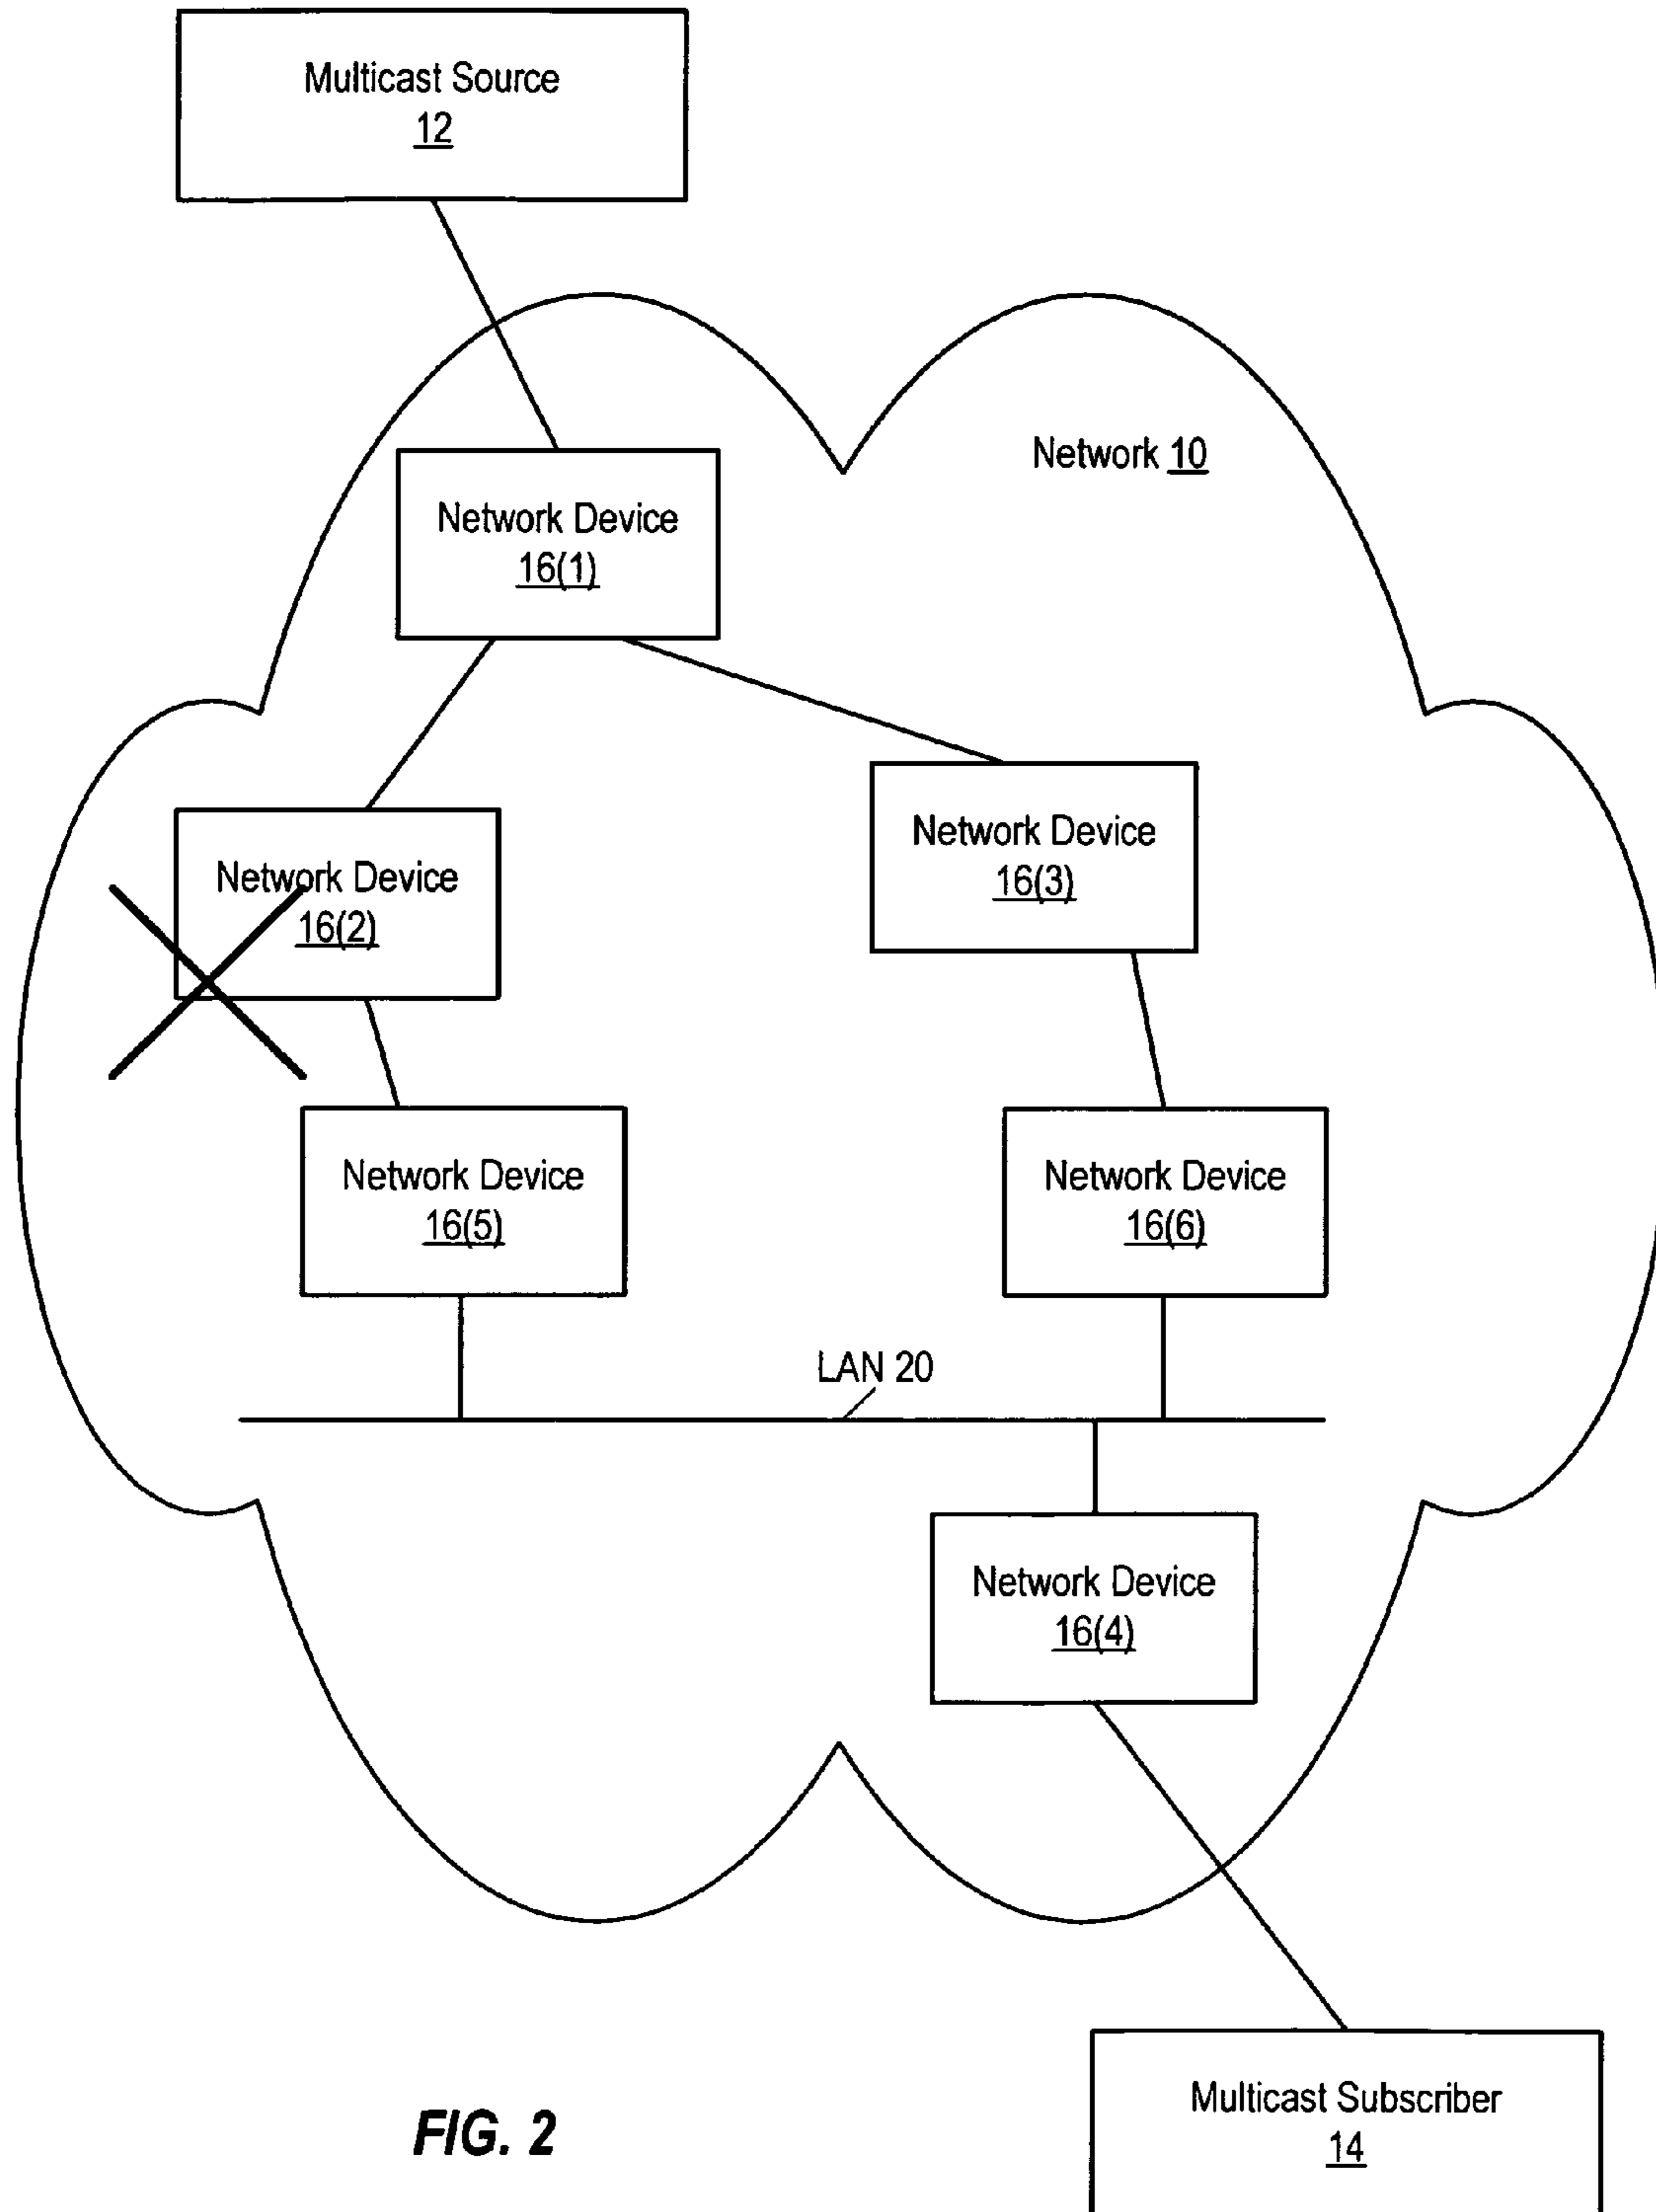 Multicast Source
12
Network 10
Network Device
16(1)
Network Device
16(3)
Network Device
16(2)
Network Device
16(5)
Network Device
16(6)
LAN 20
Network Device
16(4)
Multicast Subscriber
14
FIG. 2